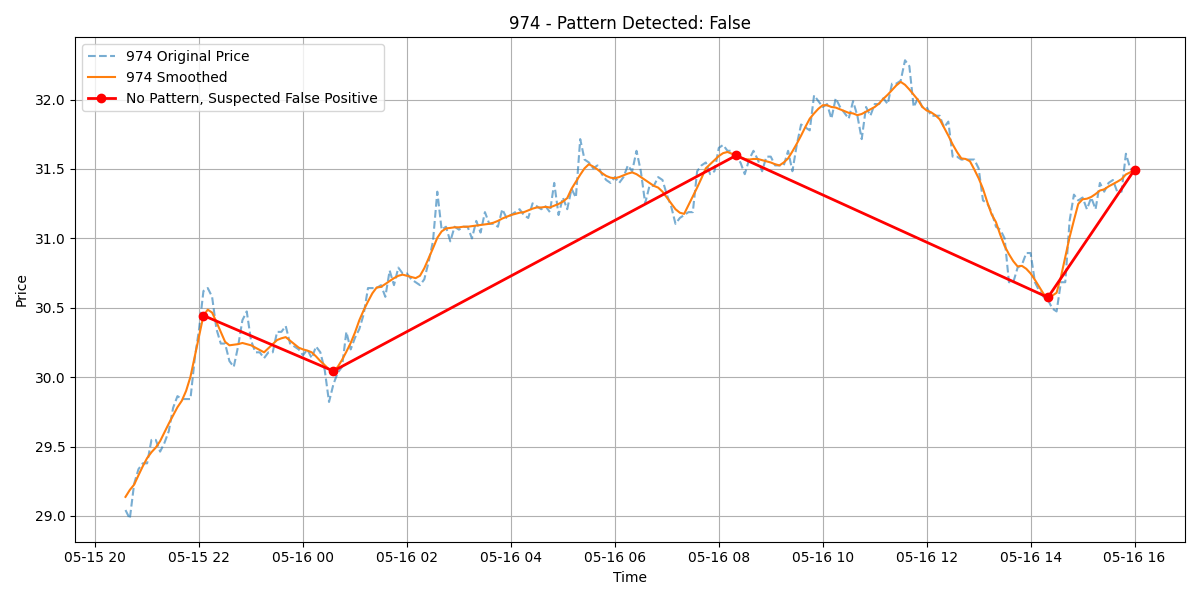 974 - Pattern Detected: False
974 Original Price
974 Smoothed
No Pattern, Suspected False Positive
Price
32.0
31.5
31.0
30.5
30.0
29.5
29.0
05-15 20 05-15 22 05-16 00 05-16 02 05-16 04 05-16 06 05-16 08 05-16 10 05-16 12 05-16 14 05-16 16
Time